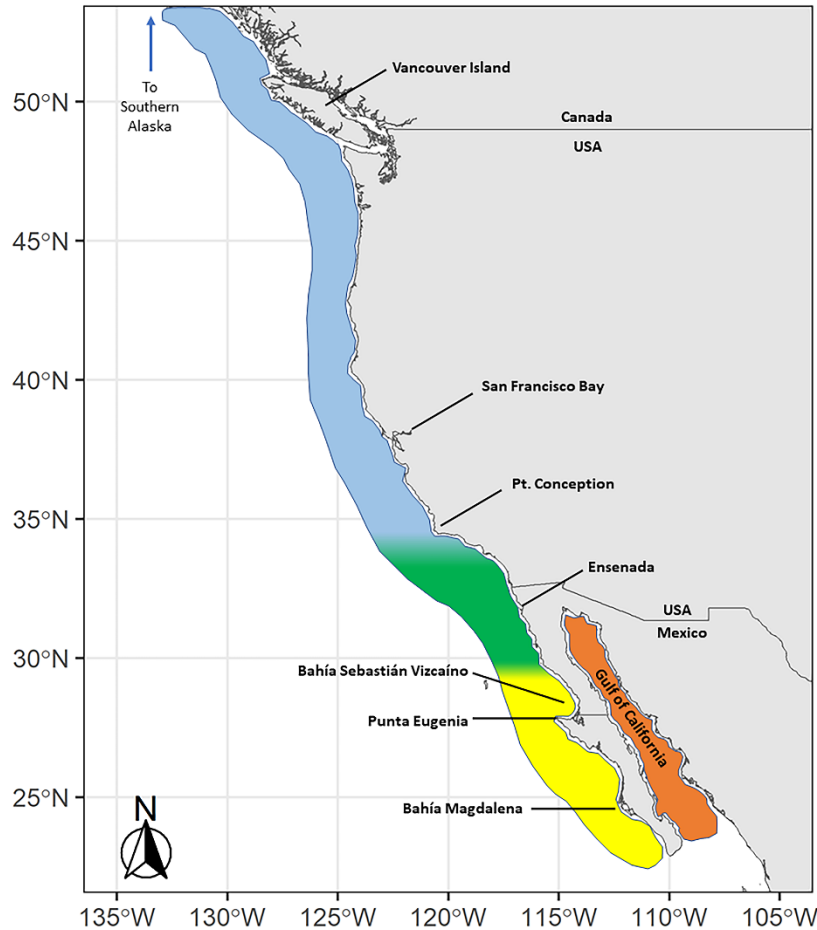 Vancouver Island
To
Southern
Alaska
50°N
Canada
USA
45°N
40°N
San Francisco Bay
Pt. Conception
35°N
Ensenada
USA
Mexico
30°N
Bahía Sebastián Vizcaíno
Gulf of California
Punta Eugenia
25°N
Bahía Magdalena
N
135°W 130°W 125°W 120°W 115°W 110°W 105°W